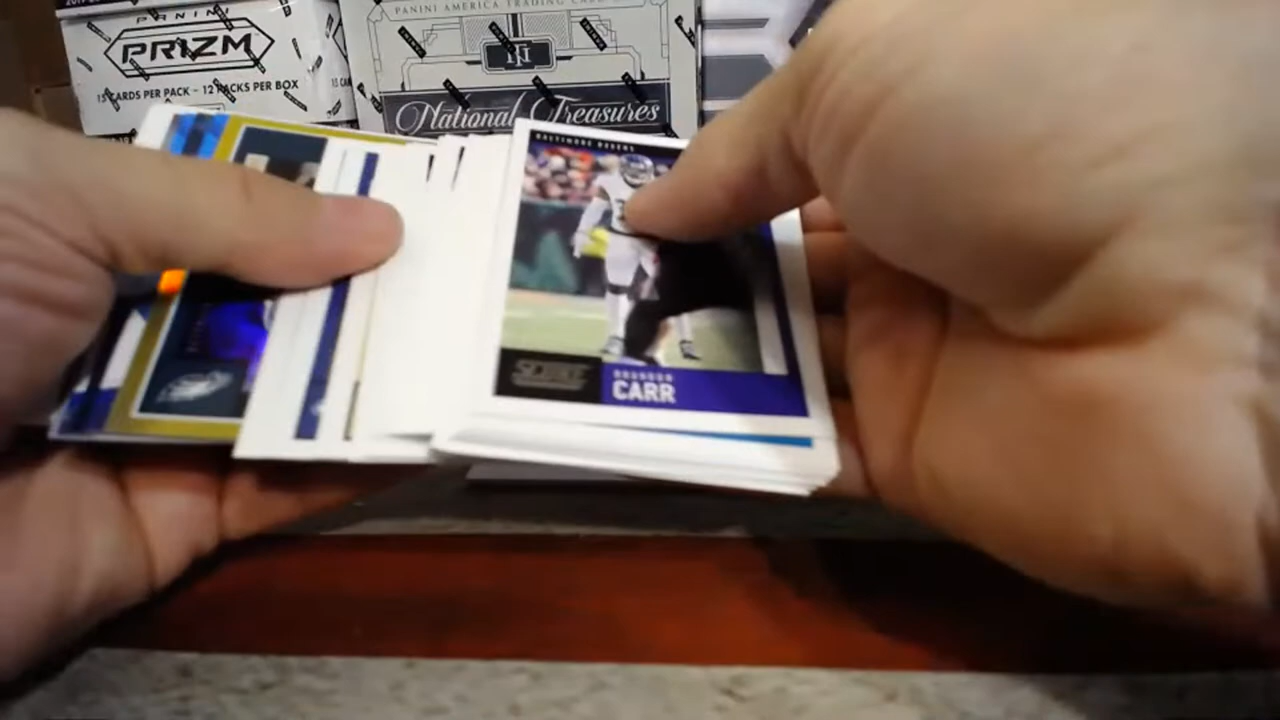 PANINI
PRIZM
15 CARDS PER PACK - 12 PACKS PER BOX
PANINI AMERICA TRADING CARD
NT
National Treasures
BALTIMORE RAVENS
SCORE
BRANDON
CARR